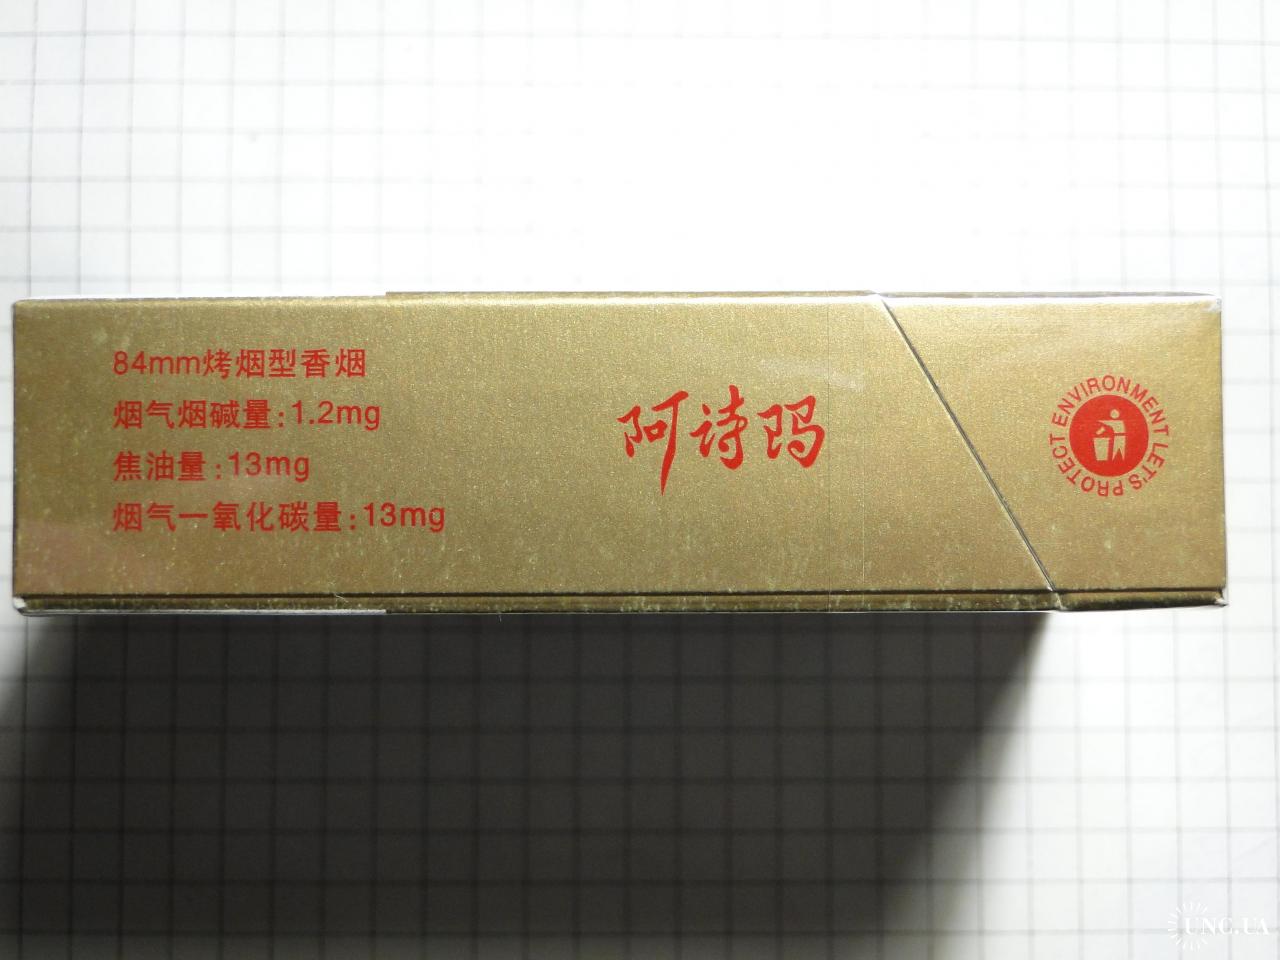 84mm烤烟型香烟
烟气烟碱量:1.2mg
焦油量:13mg
烟气一氧化碳量:13mg
阿诗玛
LET'S PROTECT ENVIRONMENT
UNC.UA